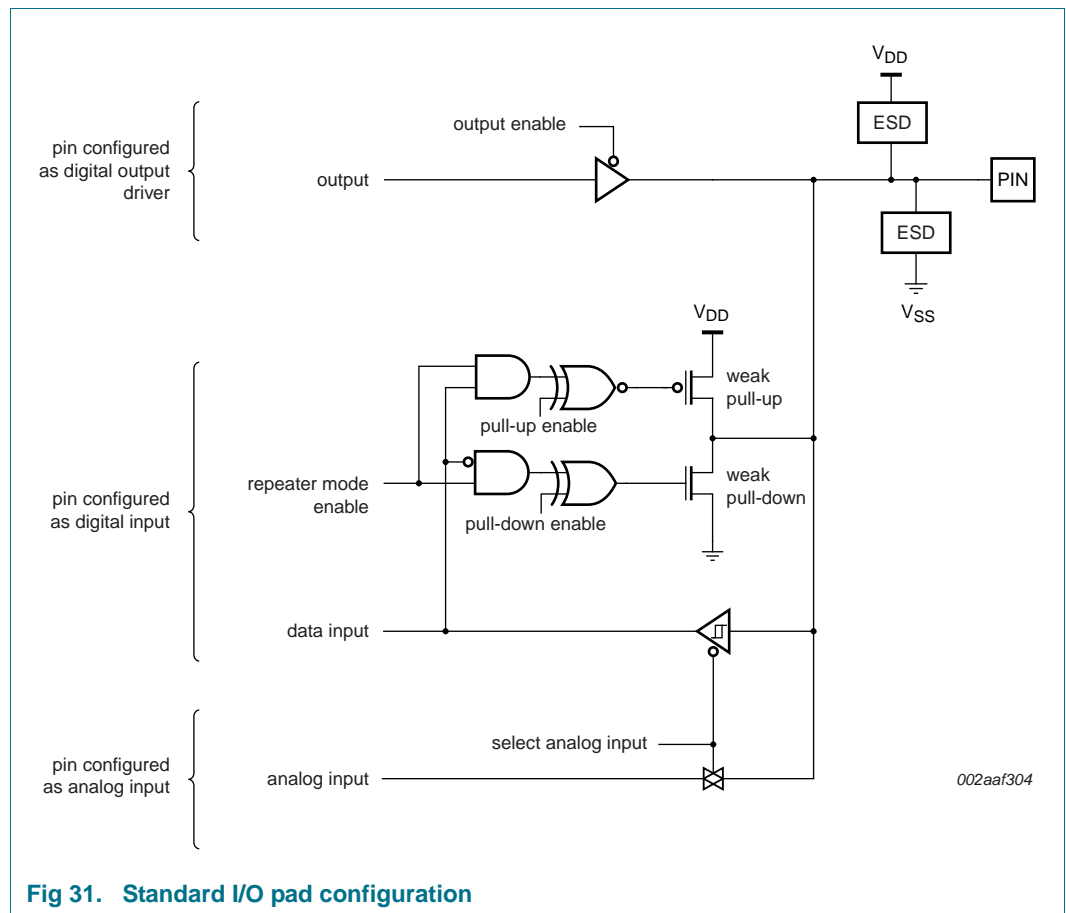 VDD
ESD
output enable
pin configured
as digital output
driver
output
PIN
ESD
VSS
VDD
weak
pull-up
pull-up enable
pin configured
as digital input
repeater mode
enable
weak
pull-down
pull-down enable
data input
select analog input
pin configured
as analog input
analog input
002aaf304
Fig 31. Standard I/O pad configuration